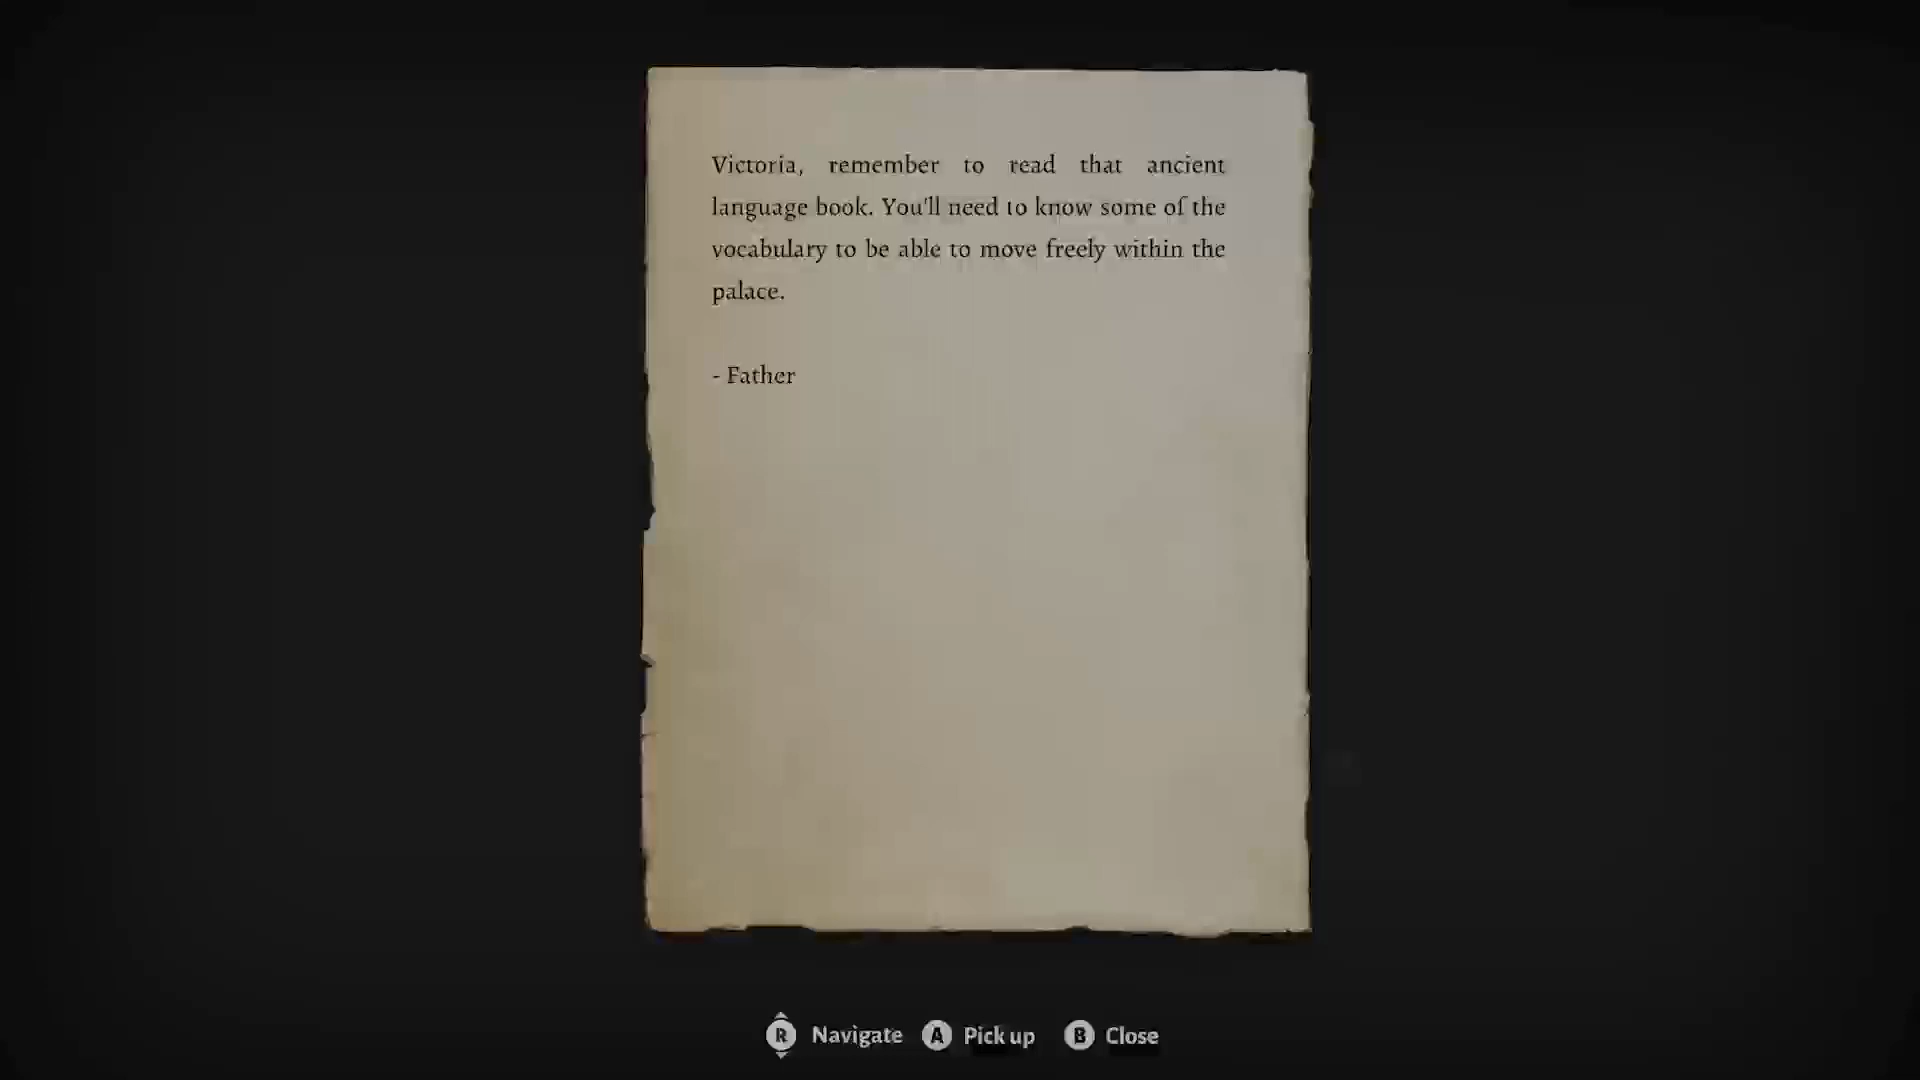 Victoria, remember to read that ancient
language book. You'll need to know some of the
vocabulary to be able to move freely within the
palace.
- Father
R Navigate A Pick up B Close